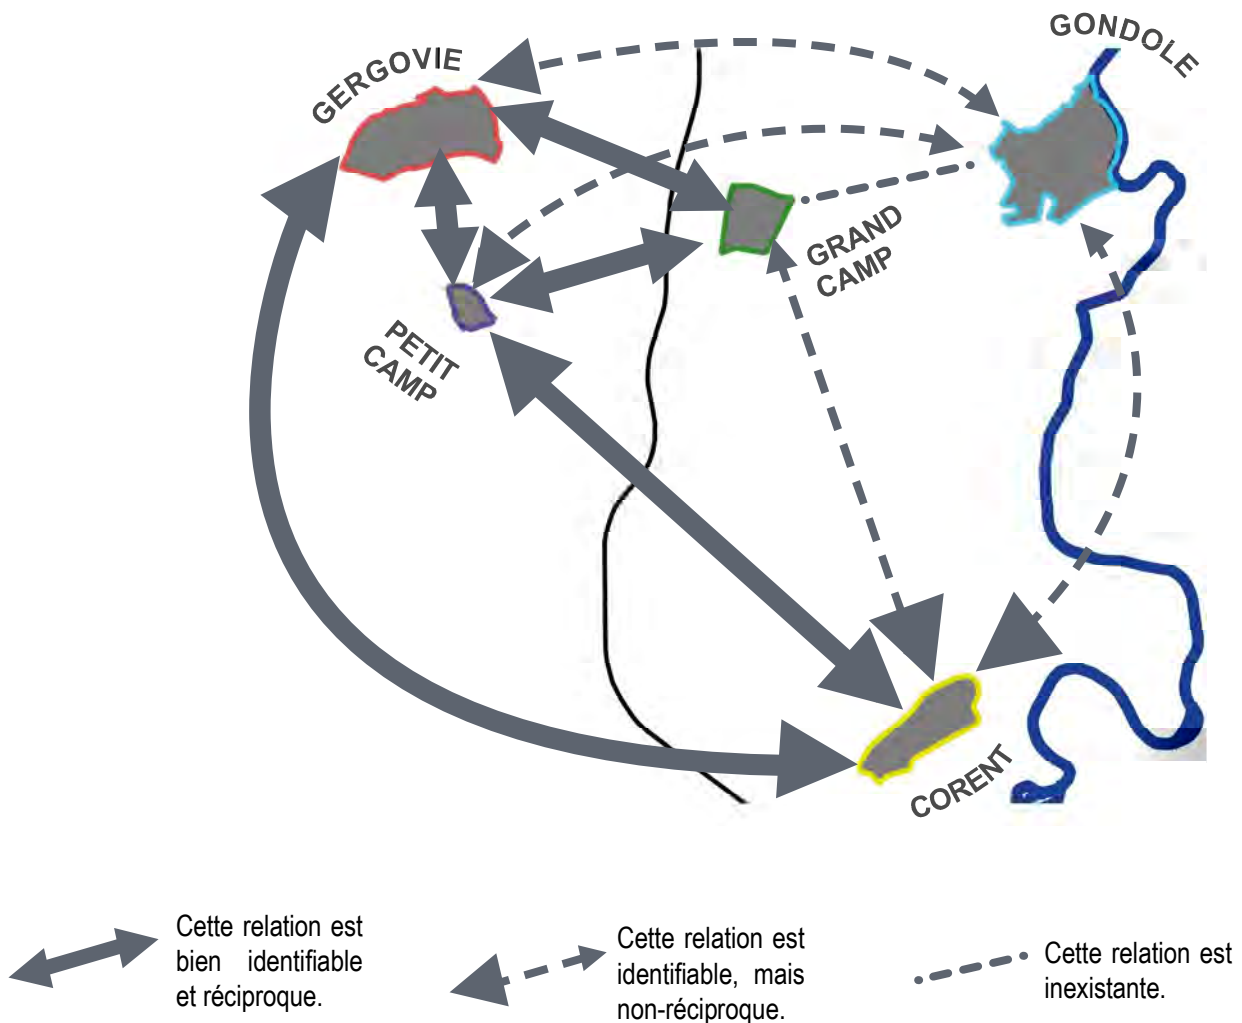 GERGOVIE
GONDOLE
GRAND
CAMP
PETIT
CAMP
CORENT
Cette relation est
bien identifiable
et réciproque.
Cette relation est
identifiable, mais
non-réciproque.
Cette relation est
inexistante.